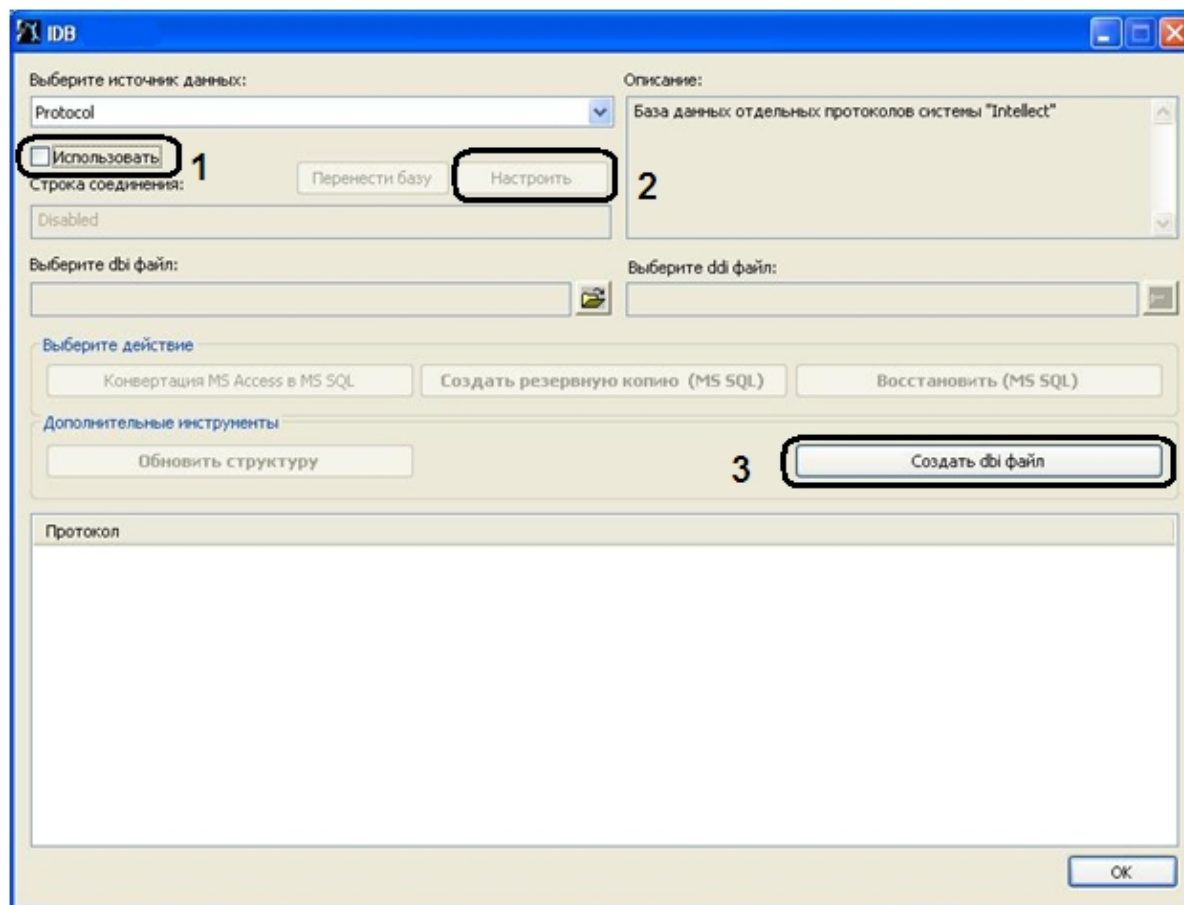 IDB
Выберите источник данных:
Описание:
Protocol
База данных отдельных протоколов системы "Intellect"
Использовать
1
Строка соединения:
Перенести базу
Настроить
2
Disabled
Выберите dbi файл:
Выберите ddi файл:
Выберите действие
Конвертация MS Access в MS SQL
Создать резервную копию (MS SQL)
Восстановить (MS SQL)
Дополнительные инструменты
Обновить структуру
3
Создать dbi файл
Протокол
OK